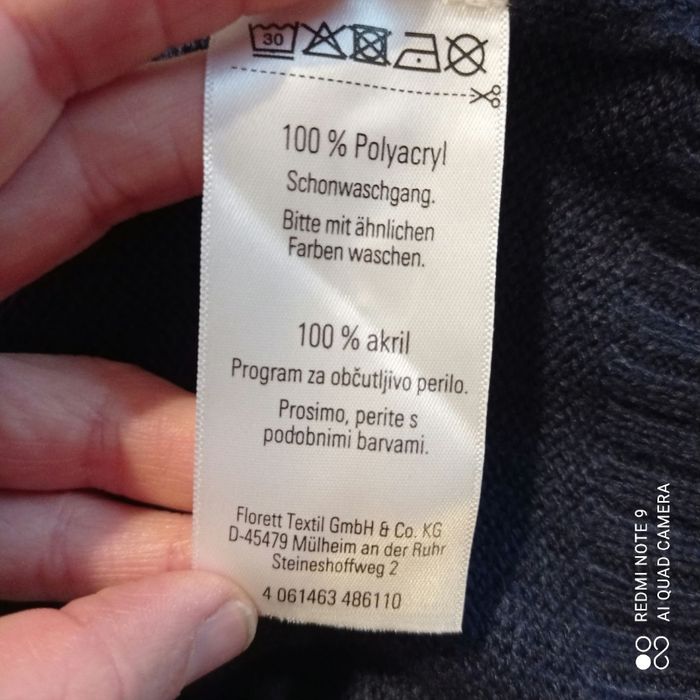 30
100 % Polyacryl
Schonwaschgang.
Bitte mit ähnlichen
Farben waschen.
100 % akril
Program za občutljivo perilo.
Prosimo, perite s
podobnimi barvami.
Florett Textil GmbH & Co. KG
D-45479 Mülheim an der Ruhr
Steineshoffweg 2
4 061463 486110
REDMI NOTE 9
AI QUAD CAMERA